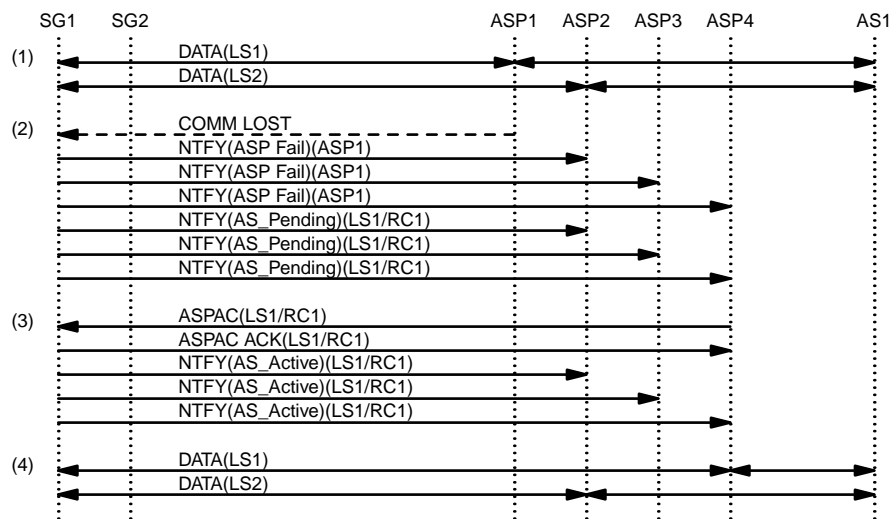 SG1 SG2 ASP1 ASP2 ASP3 ASP4 AS1
(1) DATA(LS1)
DATA(LS2)
(2) COMM LOST
NTFY(ASP Fail)(ASP1)
NTFY(ASP Fail)(ASP1)
NTFY(ASP Fail)(ASP1)
NTFY(AS_Pending)(LS1/RC1)
NTFY(AS_Pending)(LS1/RC1)
NTFY(AS_Pending)(LS1/RC1)
(3) ASPAC(LS1/RC1)
ASPAC ACK(LS1/RC1)
NTFY(AS_Active)(LS1/RC1)
NTFY(AS_Active)(LS1/RC1)
NTFY(AS_Active)(LS1/RC1)
(4) DATA(LS1)
DATA(LS2)